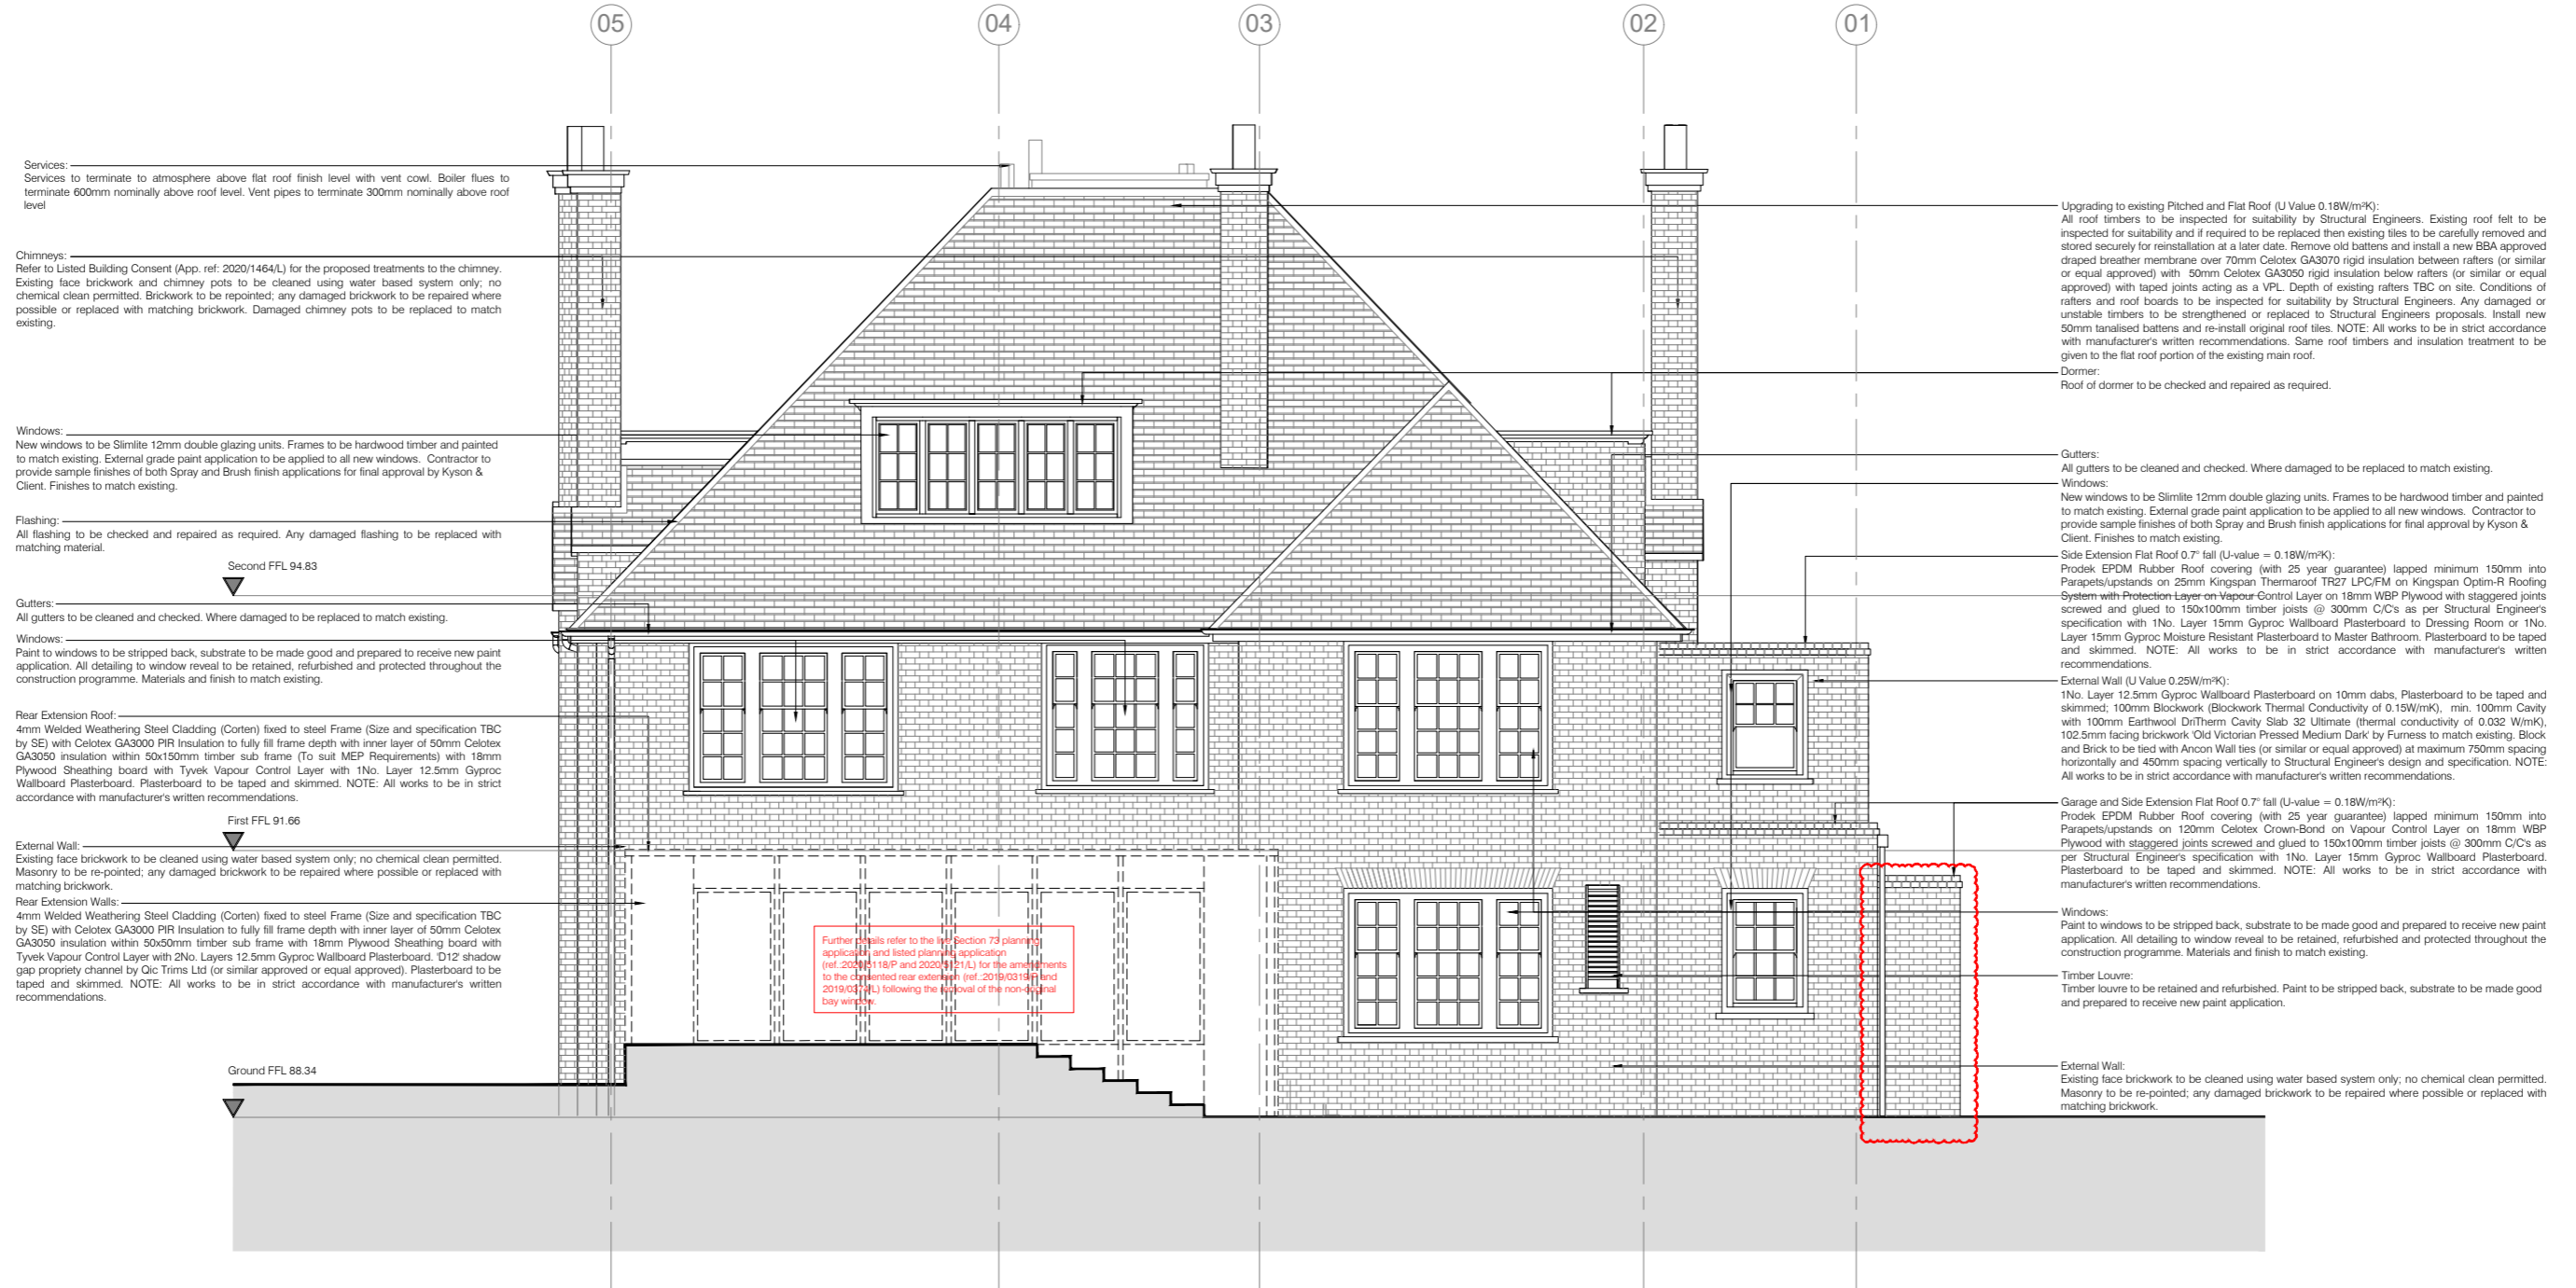 05
04
03
02
01
Services:
Services to terminate to atmosphere above flat roof finish level with vent cowl. Boiler flues to
terminate 600mm nominally above roof level. Vent pipes to terminate 300mm nominally above roof
level
Chimneys:
Refer to Listed Building Consent (App. ref: 2020/1464/L) for the proposed treatments to the chimney.
Existing face brickwork and chimney pots to be cleaned using water based system only; no
chemical clean permitted. Brickwork to be repointed; any damaged brickwork to be repaired where
possible or replaced with matching brickwork. Damaged chimney pots to be replaced to match
existing.
Windows:
New windows to be Slimlite 12mm double glazing units. Frames to be hardwood timber and painted
to match existing. External grade paint application to be applied to all new windows. Contractor to
provide sample finishes of both Spray and Brush finish applications for final approval by Kyson &
Client. Finishes to match existing.
Flashing:
All flashing to be checked and repaired as required. Any damaged flashing to be replaced with
matching material.
Second FFL 94.83
Gutters:
All gutters to be cleaned and checked. Where damaged to be replaced to match existing.
Windows:
Paint to windows to be stripped back, substrate to be made good and prepared to receive new paint
application. All detailing to window reveal to be retained, refurbished and protected throughout the
construction programme. Materials and finish to match existing.
Rear Extension Roof:
4mm Welded Weathering Steel Cladding (Corten) fixed to steel Frame (Size and specification TBC
by SE) with Celotex GA3000 PIR Insulation to fully fill frame depth with inner layer of 50mm Celotex
GA3050 insulation within 50x150mm timber sub frame (To suit MEP Requirements) with 18mm
Plywood Sheathing board with Tyvek Vapour Control Layer with 1No. Layer 12.5mm Gyproc
Wallboard Plasterboard. Plasterboard to be taped and skimmed. NOTE: All works to be in strict
accordance with manufacturer's written recommendations.
First FFL 91.66
External Wall:
Existing face brickwork to be cleaned using water based system only; no chemical clean permitted.
Masonry to be re-pointed; any damaged brickwork to be repaired where possible or replaced with
matching brickwork.
Rear Extension Walls:
4mm Welded Weathering Steel Cladding (Corten) fixed to steel Frame (Size and specification TBC
by SE) with Celotex GA3000 PIR Insulation to fully fill frame depth with inner layer of 50mm Celotex
GA3050 insulation within 50x50mm timber sub frame with 18mm Plywood Sheathing board with
Tyvek Vapour Control Layer with 2No. Layers 12.5mm Gyproc Wallboard Plasterboard. 'D12' shadow
gap propriety channel by Qic Trims Ltd (or similar approved or equal approved). Plasterboard to be
taped and skimmed. NOTE: All works to be in strict accordance with manufacturer's written
recommendations.
Ground FFL 88.34
Further details refer to the live Section 73 planning
application and listed planning application
(ref.:2020/5118/P and 2020/5121/L) for the amendments
to the consented rear extension (ref.:2019/0319/P and
2019/0374/L) following the removal of the non-original
bay window.
Upgrading to existing Pitched and Flat Roof (U Value 0.18W/m²K):
All roof timbers to be inspected for suitability by Structural Engineers. Existing roof felt to be
inspected for suitability and if required to be replaced then existing tiles to be carefully removed and
stored securely for reinstallation at a later date. Remove old battens and install a new BBA approved
draped breather membrane over 70mm Celotex GA3070 rigid insulation between rafters (or similar
or equal approved) with 50mm Celotex GA3050 rigid insulation below rafters (or similar or equal
approved) with taped joints acting as a VPL. Depth of existing rafters TBC on site. Conditions of
rafters and roof boards to be inspected for suitability by Structural Engineers. Any damaged or
unstable timbers to be strengthened or replaced to Structural Engineers proposals. Install new
50mm tanalised battens and re-install original roof tiles. NOTE: All works to be in strict accordance
with manufacturer's written recommendations. Same roof timbers and insulation treatment to be
given to the flat roof portion of the existing main roof.
Dormer:
Roof of dormer to be checked and repaired as required.
Gutters:
All gutters to be cleaned and checked. Where damaged to be replaced to match existing.
Windows:
New windows to be Slimlite 12mm double glazing units. Frames to be hardwood timber and painted
to match existing. External grade paint application to be applied to all new windows. Contractor to
provide sample finishes of both Spray and Brush finish applications for final approval by Kyson &
Client. Finishes to match existing.
Side Extension Flat Roof 0.7° fall (U-value = 0.18W/m²K):
Prodek EPDM Rubber Roof covering (with 25 year guarantee) lapped minimum 150mm into
Parapets/upstands on 25mm Kingspan Thermaroof TR27 LPC/FM on Kingspan Optim-R Roofing
System with Protection Layer on Vapour Control Layer on 18mm WBP Plywood with staggered joints
screwed and glued to 150x100mm timber joists @ 300mm C/C's as per Structural Engineer's
specification with 1No. Layer 15mm Gyproc Wallboard Plasterboard to Dressing Room or 1No.
Layer 15mm Gyproc Moisture Resistant Plasterboard to Master Bathroom. Plasterboard to be taped
and skimmed. NOTE: All works to be in strict accordance with manufacturer's written
recommendations.
External Wall (U Value 0.25W/m²K):
1No. Layer 12.5mm Gyproc Wallboard Plasterboard on 10mm dabs, Plasterboard to be taped and
skimmed; 100mm Blockwork (Blockwork Thermal Conductivity of 0.15W/mK), min. 100mm Cavity
with 100mm Earthwool DriTherm Cavity Slab 32 Ultimate (thermal conductivity of 0.032 W/mK),
102.5mm facing brickwork 'Old Victorian Pressed Medium Dark' by Furness to match existing. Block
and Brick to be tied with Ancon Wall ties (or similar or equal approved) at maximum 750mm spacing
horizontally and 450mm spacing vertically to Structural Engineer's design and specification. NOTE:
All works to be in strict accordance with manufacturer's written recommendations.
Garage and Side Extension Flat Roof 0.7° fall (U-value = 0.18W/m²K):
Prodek EPDM Rubber Roof covering (with 25 year guarantee) lapped minimum 150mm into
Parapets/upstands on 120mm Celotex Crown-Bond on Vapour Control Layer on 18mm WBP
Plywood with staggered joints screwed and glued to 150x100mm timber joists @ 300mm C/C's as
per Structural Engineer's specification with 1No. Layer 15mm Gyproc Wallboard Plasterboard.
Plasterboard to be taped and skimmed. NOTE: All works to be in strict accordance with
manufacturer's written recommendations.
Windows:
Paint to windows to be stripped back, substrate to be made good and prepared to receive new paint
application. All detailing to window reveal to be retained, refurbished and protected throughout the
construction programme. Materials and finish to match existing.
Timber Louvre:
Timber louvre to be retained and refurbished. Paint to be stripped back, substrate to be made good
and prepared to receive new paint application.
External Wall:
Existing face brickwork to be cleaned using water based system only; no chemical clean permitted.
Masonry to be re-pointed; any damaged brickwork to be repaired where possible or replaced with
matching brickwork.